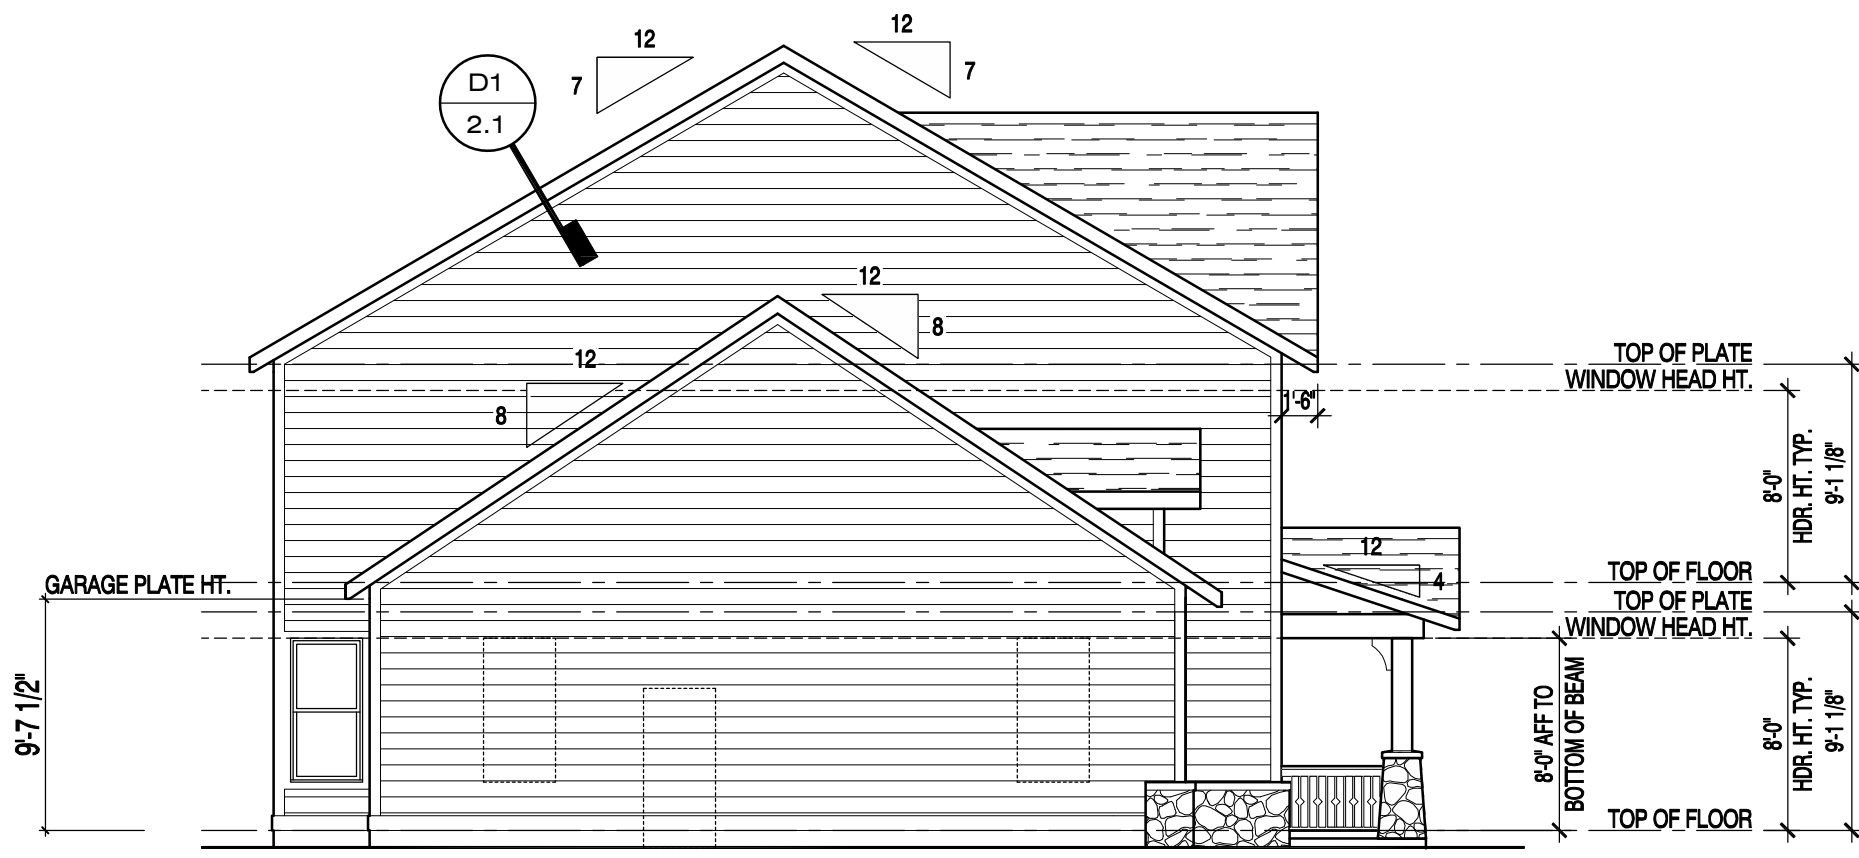 12
12
7
7
D1
2.1
12
8
12
8
TOP OF PLATE
WINDOW HEAD HT.
1'-6"
8'-0"
HDR. HT. TYP.
9'-1 1/8"
12
4
TOP OF FLOOR
GARAGE PLATE HT.
TOP OF PLATE
WINDOW HEAD HT.
9'-7 1/2"
8'-0" AFF TO
BOTTOM OF BEAM
8'-0"
HDR. HT. TYP.
9'-1 1/8"
TOP OF FLOOR